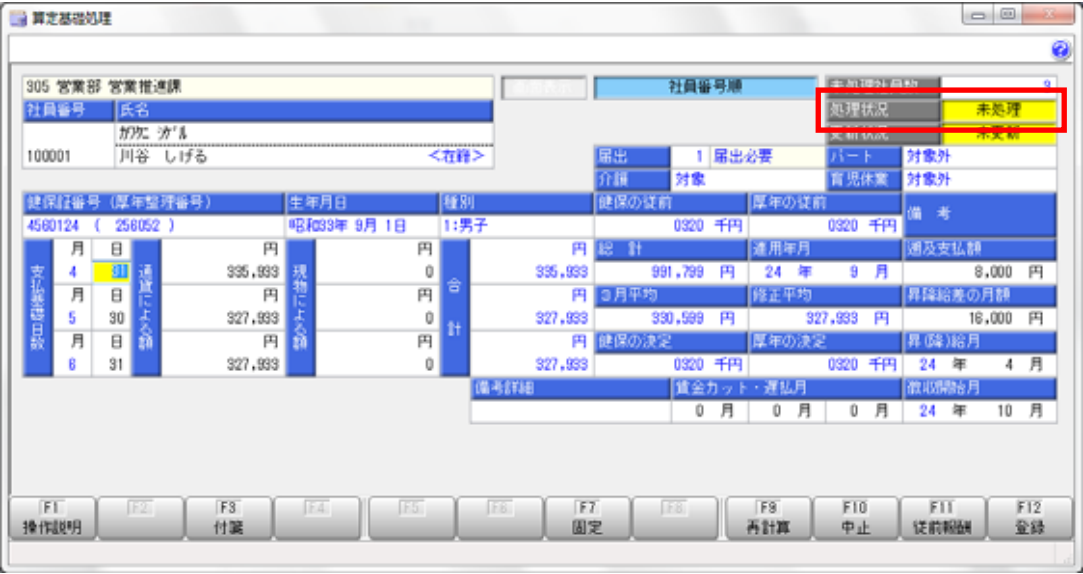 算定基礎処理
305 営業部 営業推進課
社員番号順
未処理社員数 9
社員番号 氏名
処理状況 未処理
更新状況 未更新
100001 川谷 しげる <在籍>
届出 1 届出必要 パート 対象外
介護 対象 育児休業 対象外
健保証番号 (厚年整理番号) 生年月日 種別 健保の従前 厚年の従前 備 考
4560124 ( 256052 ) 昭和33年 9月 1日 1:男子 0320 千円 0320 千円
支払基礎日数 月 日 通貨による額 円 現物による額 円 合計 円 総 計 適用年月 遡及支払額
4 31 335,933 0 335,933 991,799 円 24 年 9 月 8,000 円
月 日 円 円 円 3月平均 修正平均 昇降給差の月額
5 30 327,933 0 327,933 330,599 円 327,933 円 16,000 円
月 日 円 円 円 健保の決定 厚年の決定 昇(降)給月
6 31 327,933 0 327,933 0320 千円 0320 千円 24 年 4 月
備考詳細 賃金カット・遅払月 徴収開始月
0 月 0 月 0 月 24 年 10 月
F1 F2 F3 F4 F5 F6 F7 F8 F9 F10 F11 F12
操作説明 付箋 固定 再計算 中止 従前報酬 登録